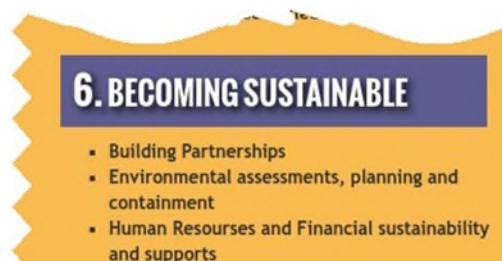 6. BECOMING SUSTAINABLE
▪ Building Partnerships
▪ Environmental assessments, planning and
containment
▪ Human Resourses and Financial sustainability
and supports